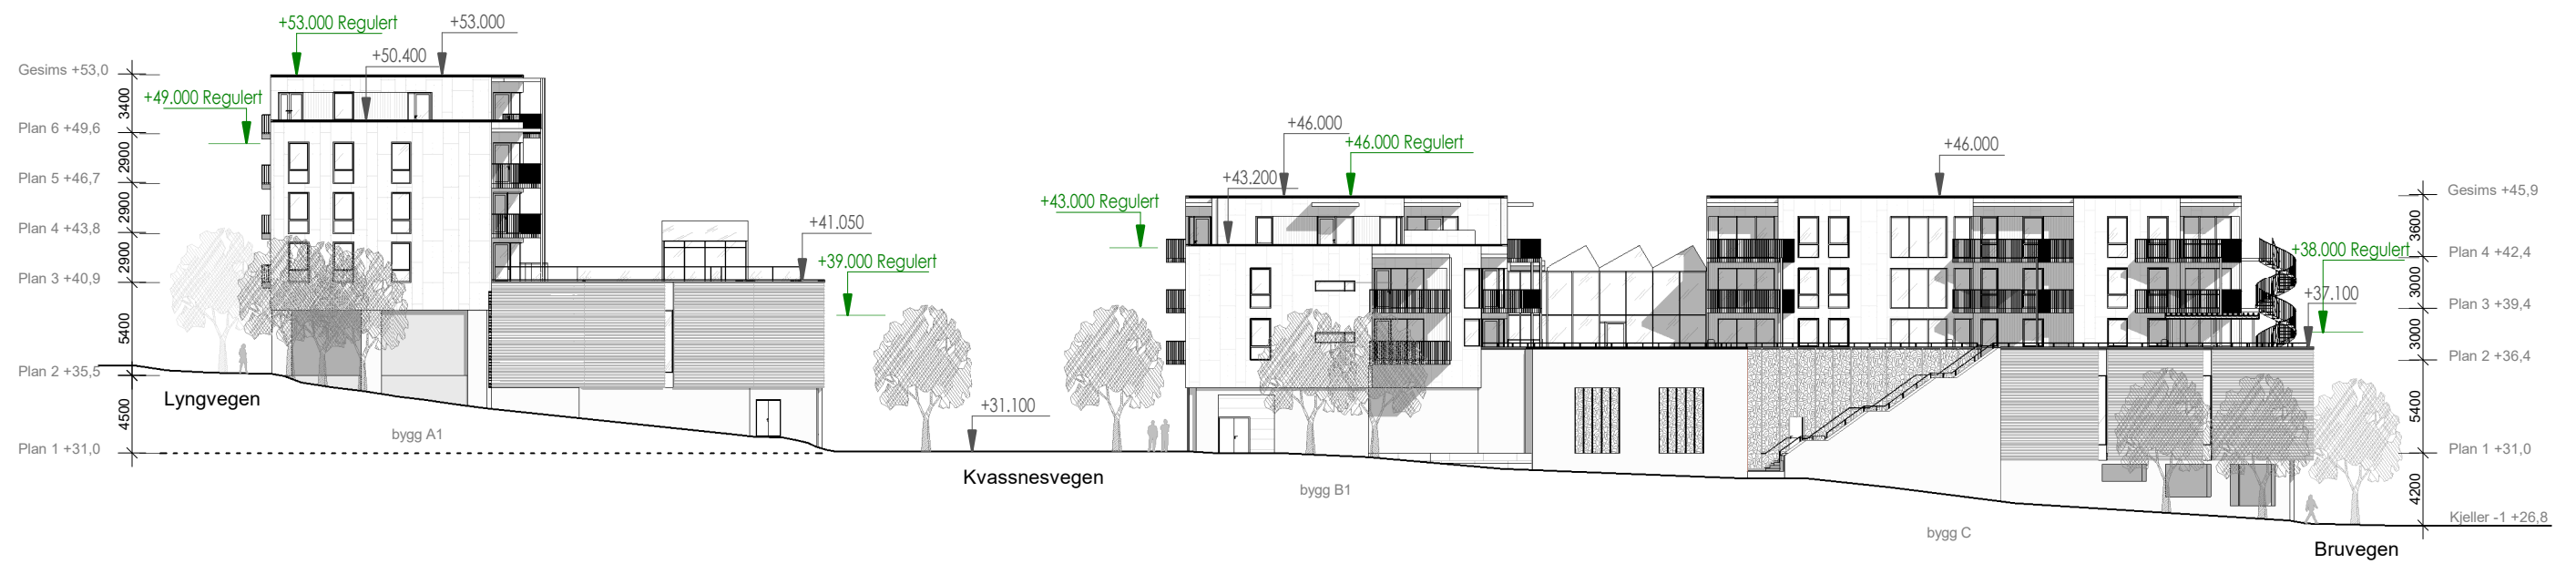 +53.000 Regulert
+53.000
+50.400
Gesims +53,0
+49.000 Regulert
3400
Plan 6 +49,6
2900
Plan 5 +46,7
2900
Plan 4 +43,8
2900
Plan 3 +40,9
5400
Plan 2 +35,5
4500
Plan 1 +31,0
Lyngvegen
bygg A1
+41.050
+39.000 Regulert
+31.100
Kvassnesvegen
+46.000
+46.000 Regulert
+43.200
+43.000 Regulert
bygg B1
+46.000
bygg C
Gesims +45,9
3600
+38.000 Regulert
Plan 4 +42,4
3000
+37.100
Plan 3 +39,4
3000
Plan 2 +36,4
5400
Plan 1 +31,0
4200
Kjeller -1 +26,8
Bruvegen